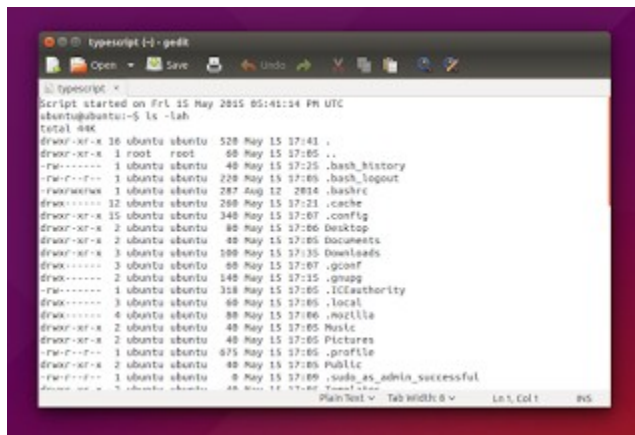 typescript (~) - gedit
Open Save Undo
typescript ×
Script started on Fri 15 May 2015 05:41:14 PM UTC
ubuntu@ubuntu:~$ ls -lah
total 44K
drwxr-xr-x 16 ubuntu ubuntu 520 May 15 17:41 .
drwxr-xr-x 1 root root 60 May 15 17:05 ..
-rw------- 1 ubuntu ubuntu 40 May 15 17:25 .bash_history
-rw-r--r-- 1 ubuntu ubuntu 220 May 15 17:05 .bash_logout
-rwxrwxrwx 1 ubuntu ubuntu 287 Aug 12 2014 .bashrc
drwx------ 12 ubuntu ubuntu 260 May 15 17:21 .cache
drwxr-xr-x 15 ubuntu ubuntu 340 May 15 17:07 .config
drwxr-xr-x 2 ubuntu ubuntu 80 May 15 17:06 Desktop
drwxr-xr-x 2 ubuntu ubuntu 40 May 15 17:05 Documents
drwxr-xr-x 3 ubuntu ubuntu 100 May 15 17:35 Downloads
drwx------ 3 ubuntu ubuntu 60 May 15 17:07 .gconf
drwx------ 2 ubuntu ubuntu 140 May 15 17:15 .gnupg
-rw------- 1 ubuntu ubuntu 318 May 15 17:05 .ICEauthority
drwx------ 3 ubuntu ubuntu 60 May 15 17:05 .local
drwx------ 4 ubuntu ubuntu 80 May 15 17:06 .mozilla
drwxr-xr-x 2 ubuntu ubuntu 40 May 15 17:05 Music
drwxr-xr-x 2 ubuntu ubuntu 40 May 15 17:05 Pictures
-rw-r--r-- 1 ubuntu ubuntu 675 May 15 17:05 .profile
drwxr-xr-x 2 ubuntu ubuntu 40 May 15 17:05 Public
-rw-r--r-- 1 ubuntu ubuntu 0 May 15 17:09 .sudo_as_admin_successful
Plain Text Tab Width: 8 Ln 1, Col 1 INS